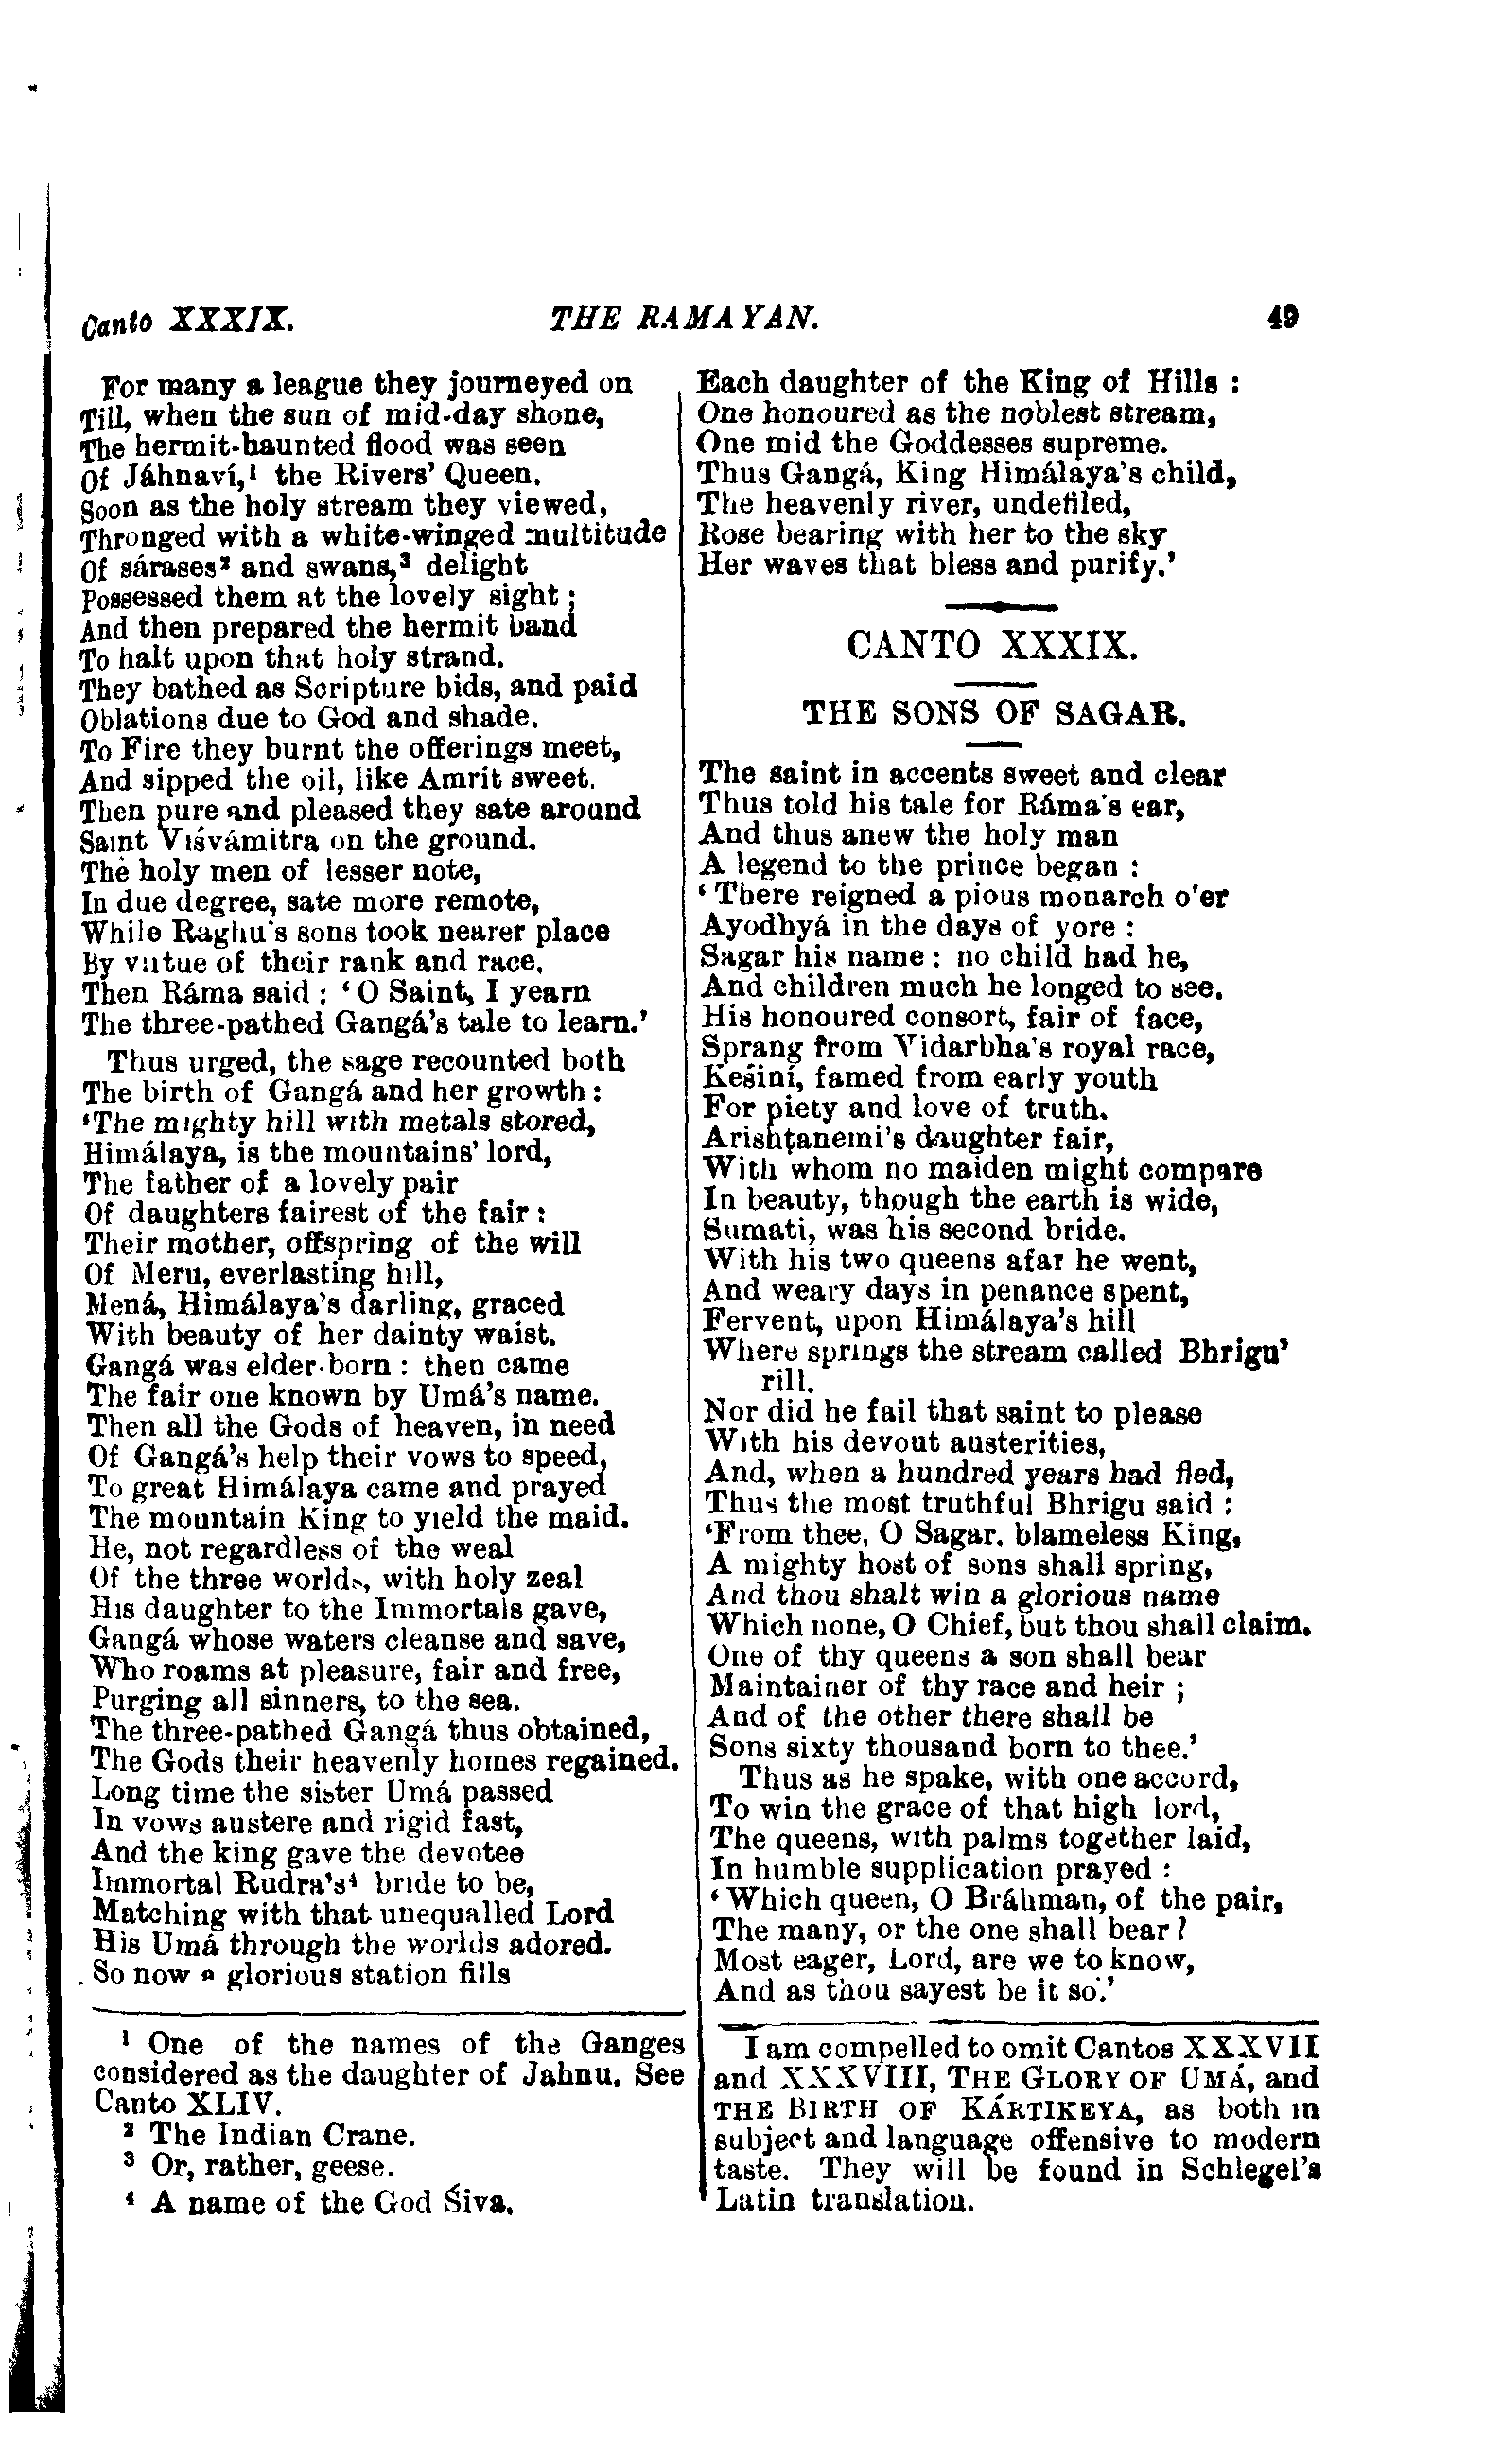 Canto XXXIX. THE RAMAYAN. 49
For many a league they journeyed on
Till, when the sun of mid-day shone,
The hermit-haunted flood was seen
Of Jáhnaví,¹ the Rivers' Queen.
Soon as the holy stream they viewed,
Thronged with a white-winged multitude
Of sárases² and swans,³ delight
Possessed them at the lovely sight ;
And then prepared the hermit band
To halt upon that holy strand.
They bathed as Scripture bids, and paid
Oblations due to God and shade.
To Fire they burnt the offerings meet,
And sipped the oil, like Amrit sweet.
Then pure and pleased they sate around
Saint Viśvámitra on the ground.
The holy men of lesser note,
In due degree, sate more remote,
While Raghu's sons took nearer place
By virtue of their rank and race.
Then Ráma said : ‘ O Saint, I yearn
The three-pathed Gangá's tale to learn.’
Thus urged, the sage recounted both
The birth of Gangá and her growth :
‘The mighty hill with metals stored,
Himálaya, is the mountains' lord,
The father of a lovely pair
Of daughters fairest of the fair :
Their mother, offspring of the will
Of Meru, everlasting hill,
Mená, Himálaya's darling, graced
With beauty of her dainty waist.
Gangá was elder-born : then came
The fair one known by Umá's name.
Then all the Gods of heaven, in need
Of Gangá's help their vows to speed,
To great Himálaya came and prayed
The mountain King to yield the maid.
He, not regardless of the weal
Of the three worlds, with holy zeal
His daughter to the Immortals gave,
Gangá whose waters cleanse and save,
Who roams at pleasure, fair and free,
Purging all sinners, to the sea.
The three-pathed Gangá thus obtained,
The Gods their heavenly homes regained.
Long time the sister Umá passed
In vows austere and rigid fast,
And the king gave the devotee
Immortal Rudra's⁴ bride to be,
Matching with that unequalled Lord
His Umá through the worlds adored.
So now a glorious station fills
¹ One of the names of the Ganges
considered as the daughter of Jahnu. See
Canto XLIV.
² The Indian Crane.
³ Or, rather, geese.
⁴ A name of the God Śiva.
Each daughter of the King of Hills :
One honoured as the noblest stream,
One mid the Goddesses supreme.
Thus Gangá, King Himálaya's child,
The heavenly river, undefiled,
Rose bearing with her to the sky
Her waves that bless and purify.’
CANTO XXXIX.
THE SONS OF SAGAR.
The saint in accents sweet and clear
Thus told his tale for Ráma's ear,
And thus anew the holy man
A legend to the prince began :
‘ There reigned a pious monarch o'er
Ayodhyá in the days of yore :
Sagar his name : no child had he,
And children much he longed to see.
His honoured consort, fair of face,
Sprang from Vidarbha's royal race,
Keśiní, famed from early youth
For piety and love of truth.
Arishṭanemi's daughter fair,
With whom no maiden might compare
In beauty, though the earth is wide,
Sumati, was his second bride.
With his two queens afar he went,
And weary days in penance spent,
Fervent, upon Himálaya's hill
Where springs the stream called Bhrigu'
rill.
Nor did he fail that saint to please
With his devout austerities,
And, when a hundred years had fled,
Thus the most truthful Bhrigu said :
‘From thee, O Sagar. blameless King,
A mighty host of sons shall spring,
And thou shalt win a glorious name
Which none, O Chief, but thou shall claim.
One of thy queens a son shall bear
Maintainer of thy race and heir ;
And of the other there shall be
Sons sixty thousand born to thee.’
Thus as he spake, with one accord,
To win the grace of that high lord,
The queens, with palms together laid,
In humble supplication prayed :
‘ Which queen, O Bráhman, of the pair,
The many, or the one shall bear ?
Most eager, Lord, are we to know,
And as thou sayest be it so.’
I am compelled to omit Cantos XXXVII
and XXXVIII, THE GLORY OF UMÁ, and
THE BIRTH OF KÁRTIKEYA, as both in
subject and language offensive to modern
taste. They will be found in Schlegel's
Latin translation.